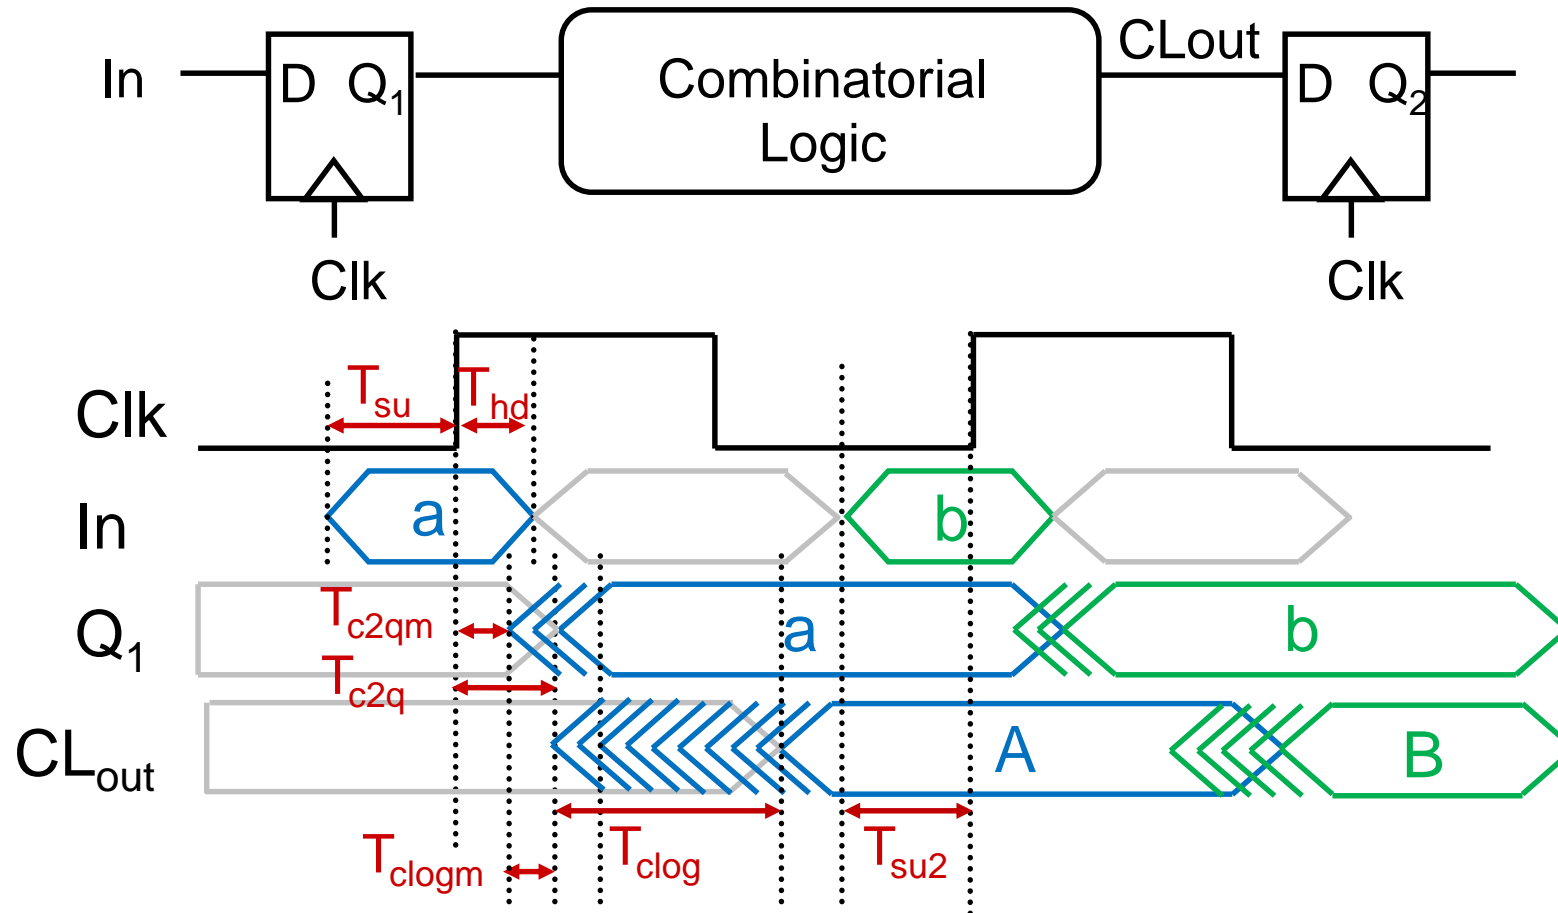 In
D Q1
Combinatorial
Logic
CLout
D Q2
Clk
Clk
Clk
Tsu
Thd
In
a
b
Q1
Tc2qm
a
b
Tc2q
CLout
A
B
Tclogm
Tclog
Tsu2